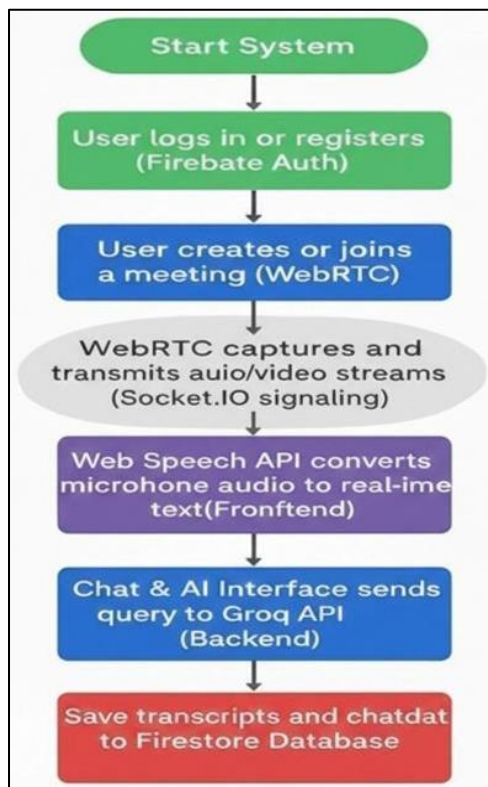 Start System
User logs in or registers
(Firebate Auth)
User creates or joins
a meeting (WebRTC)
WebRTC captures and
transmits auio/video streams
(Socket.IO signaling)
Web Speech API converts
microhone audio to real-ime
text(Fronftend)
Chat & AI Interface sends
query to Groq API
(Backend)
Save transcripts and chatdat
to Firestore Database